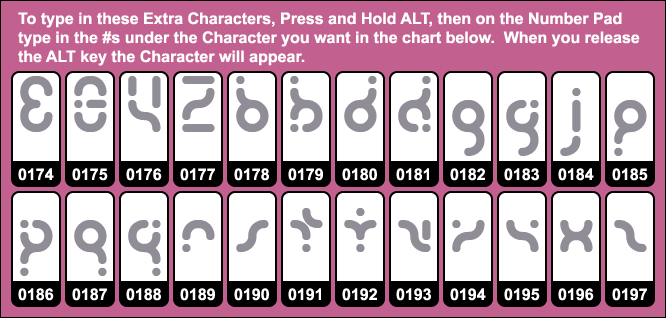 To type in these Extra Characters, Press and Hold ALT, then on the Number Pad
type in the #s under the Character you want in the chart below.  When you release
the ALT key the Character will appear.
0174 0175 0176 0177 0178 0179 0180 0181 0182 0183 0184 0185
0186 0187 0188 0189 0190 0191 0192 0193 0194 0195 0196 0197